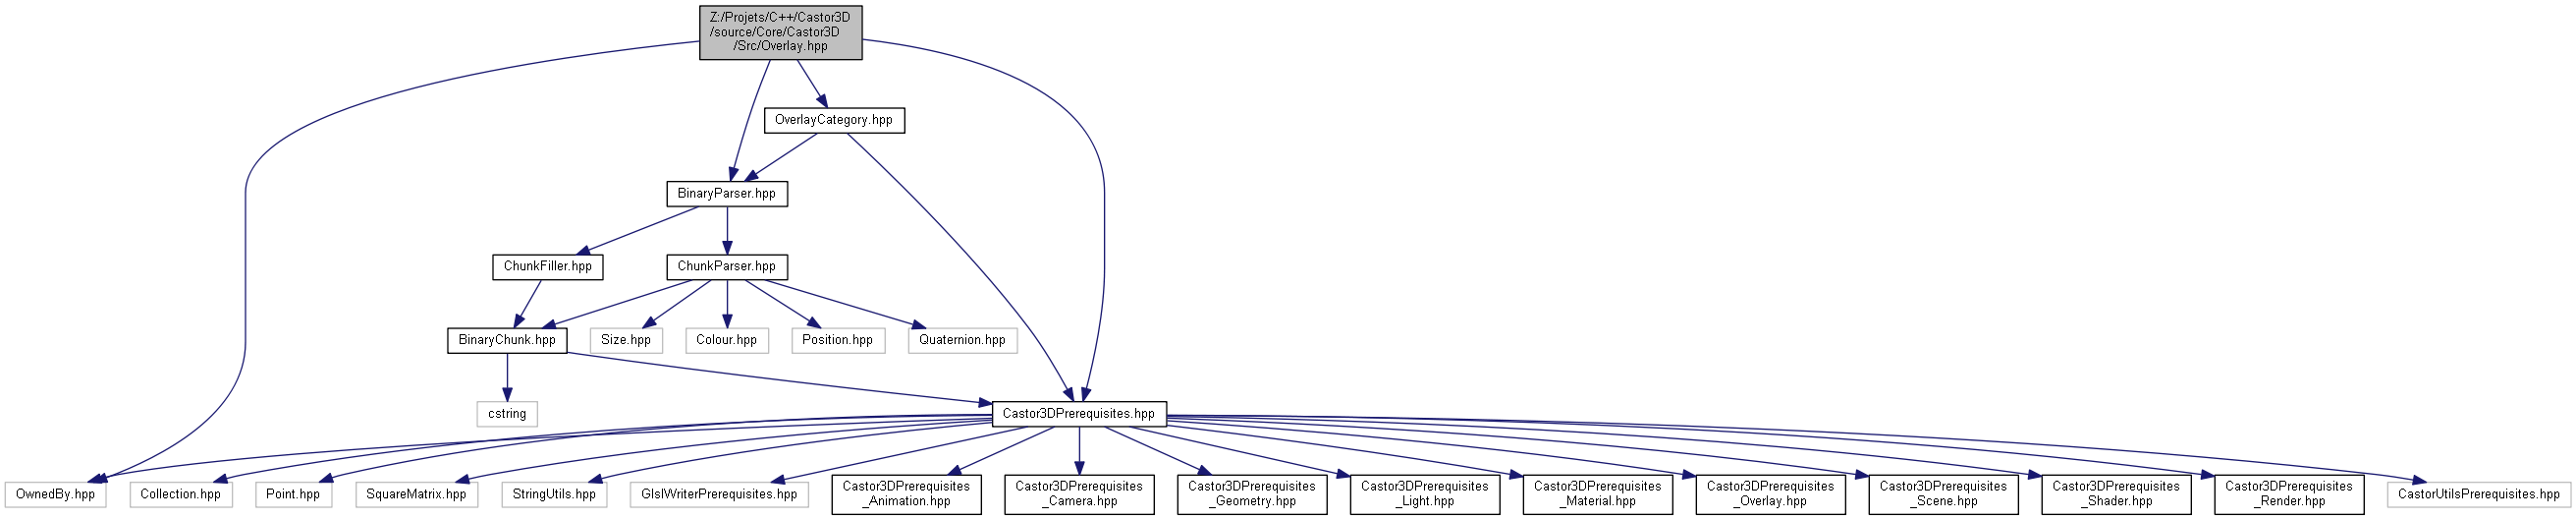 Z:/Projets/C++/Castor3D
/source/Core/Castor3D
/Src/Overlay.hpp
OverlayCategory.hpp
BinaryParser.hpp
ChunkFiller.hpp
ChunkParser.hpp
BinaryChunk.hpp
Size.hpp
Colour.hpp
Position.hpp
Quaternion.hpp
cstring
Castor3DPrerequisites.hpp
OwnedBy.hpp
Collection.hpp
Point.hpp
SquareMatrix.hpp
StringUtils.hpp
GlslWriterPrerequisites.hpp
Castor3DPrerequisites
_Animation.hpp
Castor3DPrerequisites
_Camera.hpp
Castor3DPrerequisites
_Geometry.hpp
Castor3DPrerequisites
_Light.hpp
Castor3DPrerequisites
_Material.hpp
Castor3DPrerequisites
_Overlay.hpp
Castor3DPrerequisites
_Scene.hpp
Castor3DPrerequisites
_Shader.hpp
Castor3DPrerequisites
_Render.hpp
CastorUtilsPrerequisites.hpp